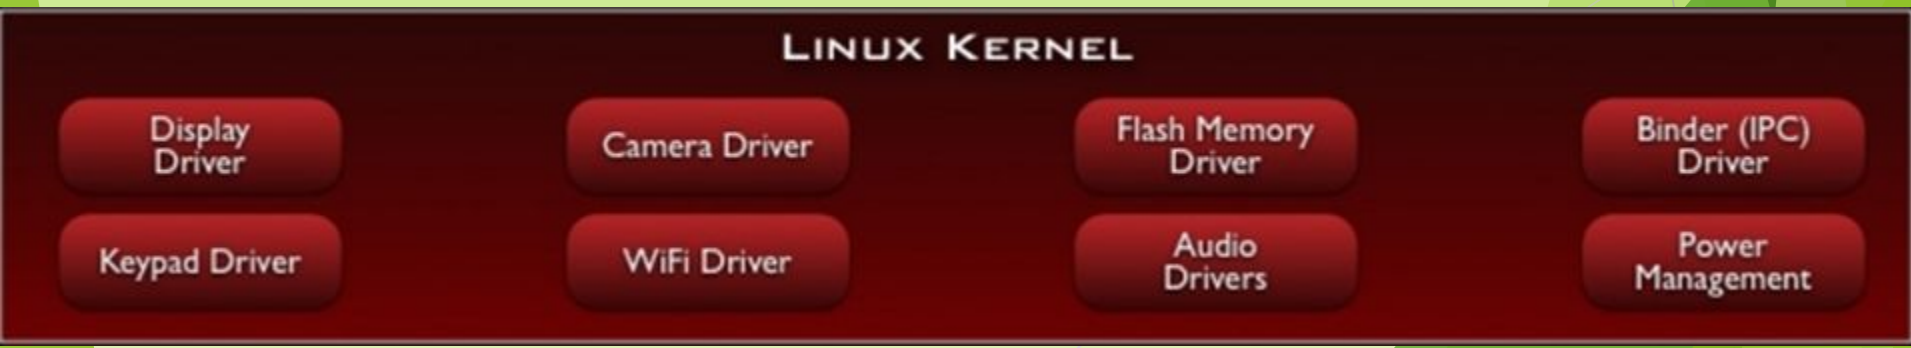 LINUX KERNEL
Display
Driver
Camera Driver
Flash Memory
Driver
Binder (IPC)
Driver
Keypad Driver
WiFi Driver
Audio
Drivers
Power
Management